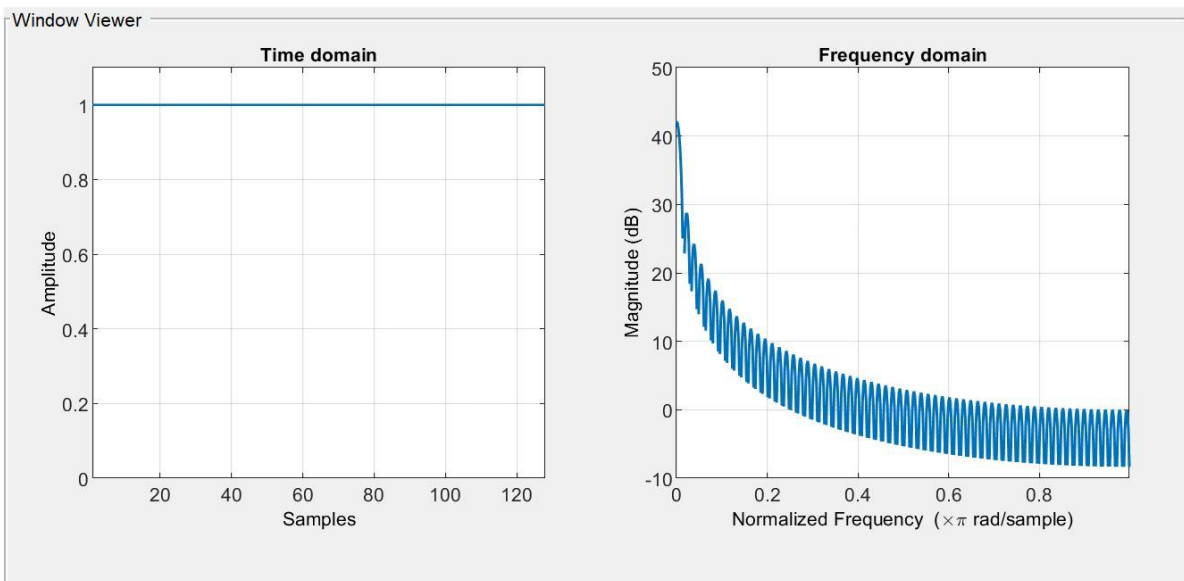 Window Viewer
Time domain
Amplitude
1
0.8
0.6
0.4
0.2
0
20 40 60 80 100 120
Samples
Frequency domain
Magnitude (dB)
50
40
30
20
10
0
-10
0 0.2 0.4 0.6 0.8
Normalized Frequency (×π rad/sample)